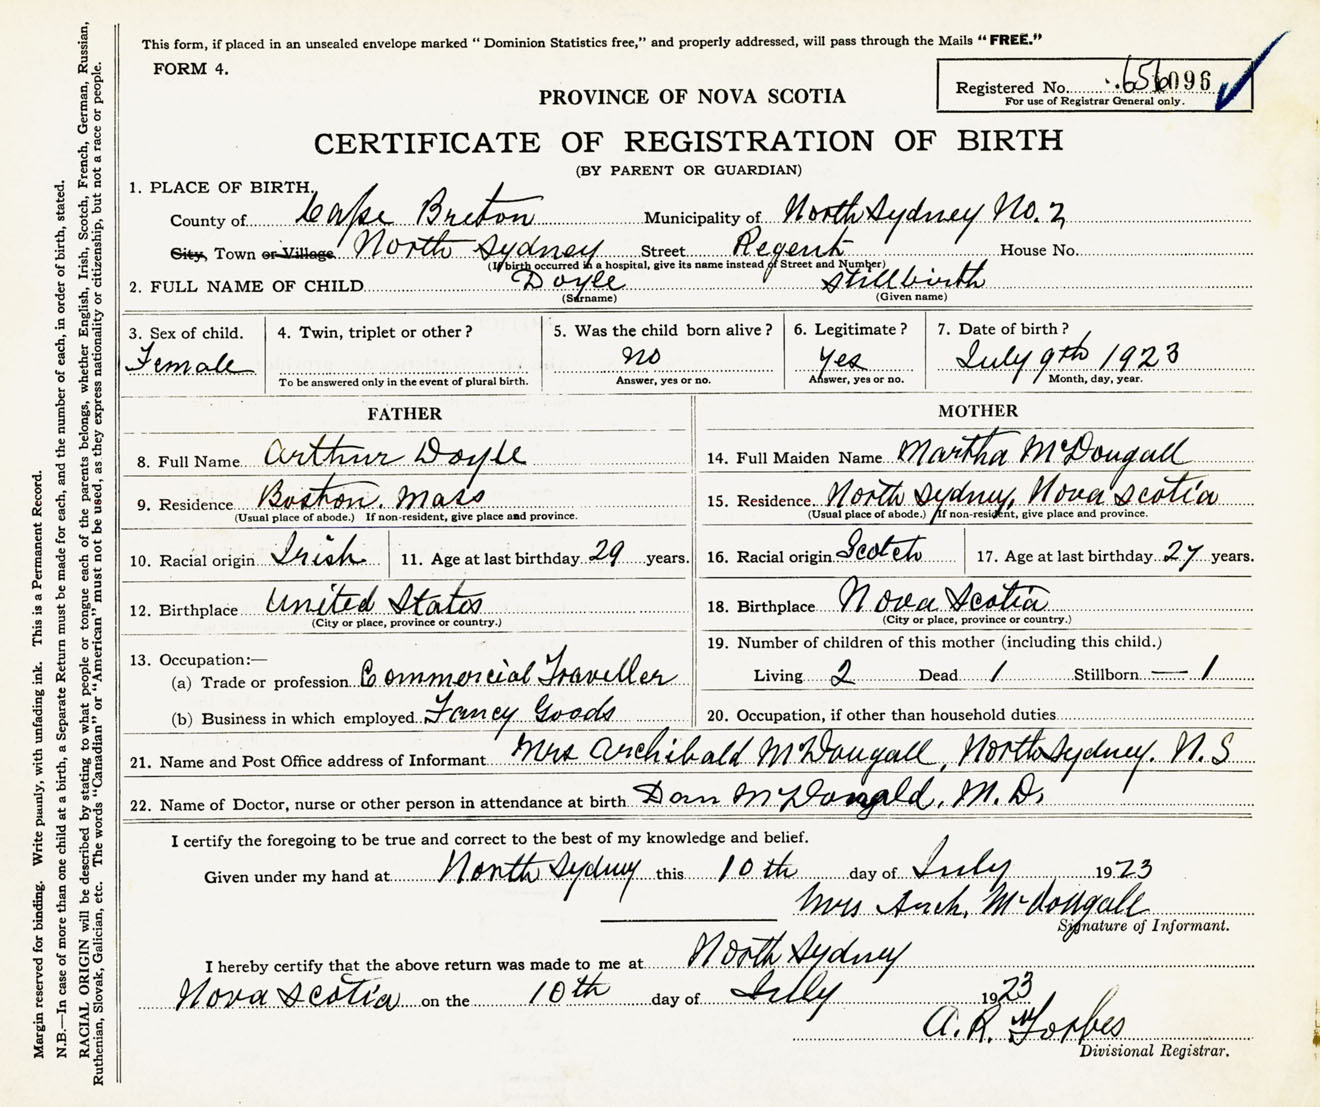 This form, if placed in an unsealed envelope marked “ Dominion Statistics free,” and properly addressed, will pass through the Mails “ FREE.”
FORM 4.
Registered No. 096
For use of Registrar General only.
PROVINCE OF NOVA SCOTIA
CERTIFICATE OF REGISTRATION OF BIRTH
(BY PARENT OR GUARDIAN)
1. PLACE OF BIRTH.
County of Cape Breton Municipality of North Sydney No. 2
City, Town or Village North Sydney Street Regent House No.
(If birth occurred in a hospital, give its name instead of Street and Number)
2. FULL NAME OF CHILD Doyle Stillbirth
(Surname) (Given name)
3. Sex of child. 4. Twin, triplet or other ? 5. Was the child born alive ? 6. Legitimate ? 7. Date of birth ?
Female no Yes July 9th 1923
To be answered only in the event of plural birth. Answer, yes or no. Answer, yes or no. Month, day, year.
FATHER MOTHER
8. Full Name Arthur Doyle 14. Full Maiden Name Martha McDougall
9. Residence Boston. Mass 15. Residence North Sydney, Nova Scotia
(Usual place of abode.) If non-resident, give place and province. (Usual place of abode.) If non-resident, give place and province.
10. Racial origin Irish 11. Age at last birthday 29 years. 16. Racial origin Scotch 17. Age at last birthday 27 years.
12. Birthplace United States 18. Birthplace Nova Scotia
(City or place, province or country.) (City or place, province or country.)
13. Occupation:— 19. Number of children of this mother (including this child.)
(a) Trade or profession Commercial Traveller Living 2 Dead 1 Stillborn — 1
(b) Business in which employed Fancy Goods 20. Occupation, if other than household duties
21. Name and Post Office address of Informant Mrs Archibald McDougall, North Sydney. N.S
22. Name of Doctor, nurse or other person in attendance at birth Dan McDonald, M.D.
I certify the foregoing to be true and correct to the best of my knowledge and belief.
Given under my hand at North Sydney this 10th day of July 1923
Mrs Arch. McDougall
Signature of Informant.
I hereby certify that the above return was made to me at North Sydney
Nova Scotia on the 10th day of July 1923
A. R. Forbes
Divisional Registrar.
Margin reserved for binding. Write plainly, with unfading ink. This is a Permanent Record.
N.B.—In case of more than one child at a birth, a Separate Return must be made for each, and the number of each, in order of birth, stated.
RACIAL ORIGIN will be described by stating to what people or tongue each of the parents belongs, whether English, Irish, Scotch, French, German, Russian,
Ruthenian, Slovak, Galician, etc. The words “Canadian” or “American” must not be used, as they express nationality or citizenship, but not a race or people.